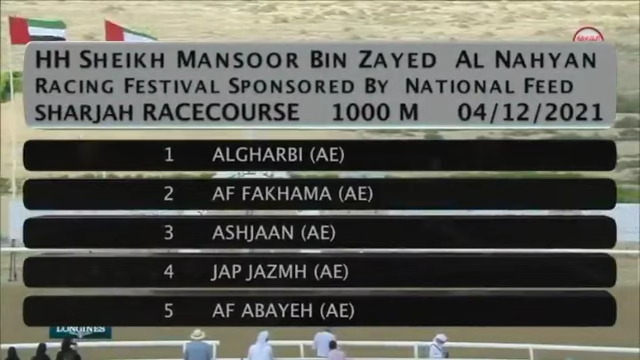 HH SHEIKH MANSOOR BIN ZAYED AL NAHYAN
RACING FESTIVAL SPONSORED BY NATIONAL FEED
SHARJAH RACECOURSE 1000 M 04/12/2021
1 ALGHARBI (AE)
2 AF FAKHAMA (AE)
3 ASHJAAN (AE)
4 JAP JAZMH (AE)
5 AF ABAYEH (AE)
LONGINES